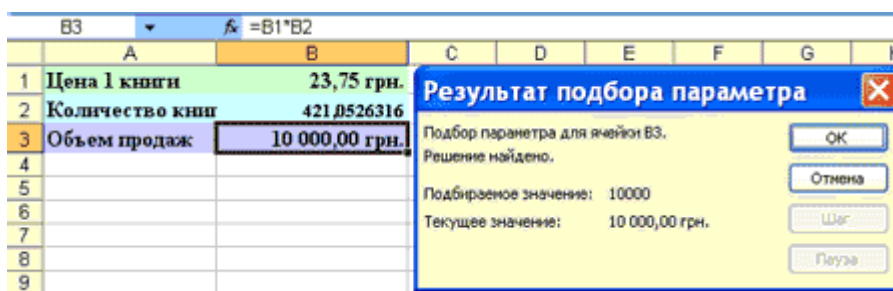 B3 fx =B1*B2
A B C D E F G
1 Цена 1 книги 23,75 грн.
2 Количество книг 421,0526316
3 Объем продаж 10 000,00 грн.
4
5
6
7
8
9
Результат подбора параметра
Подбор параметра для ячейки B3.
Решение найдено.
Подбираемое значение: 10000
Текущее значение: 10 000,00 грн.
ОК
Отмена
Шаг
Пауза